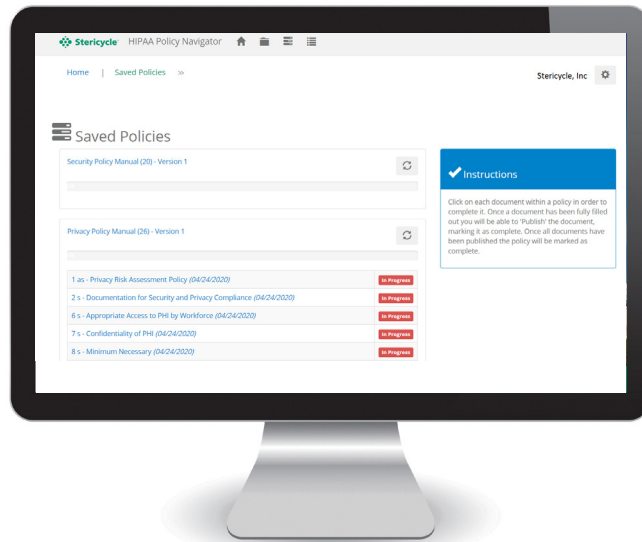 Stericycle HIPAA Policy Navigator
Home | Saved Policies »
Stericycle, Inc
Saved Policies
Security Policy Manual (20) - Version 1
Privacy Policy Manual (26) - Version 1
1 as - Privacy Risk Assessment Policy (04/24/2020) In Progress
2 s - Documentation for Security and Privacy Compliance (04/24/2020) In Progress
6 s - Appropriate Access to PHI by Workforce (04/24/2020) In Progress
7 s - Confidentiality of PHI (04/24/2020) In Progress
8 s - Minimum Necessary (04/24/2020) In Progress
Instructions
Click on each document within a policy in order to
complete it. Once a document has been fully filled
out you will be able to 'Publish' the document,
marking it as complete. Once all documents have
been published the policy will be marked as
complete.